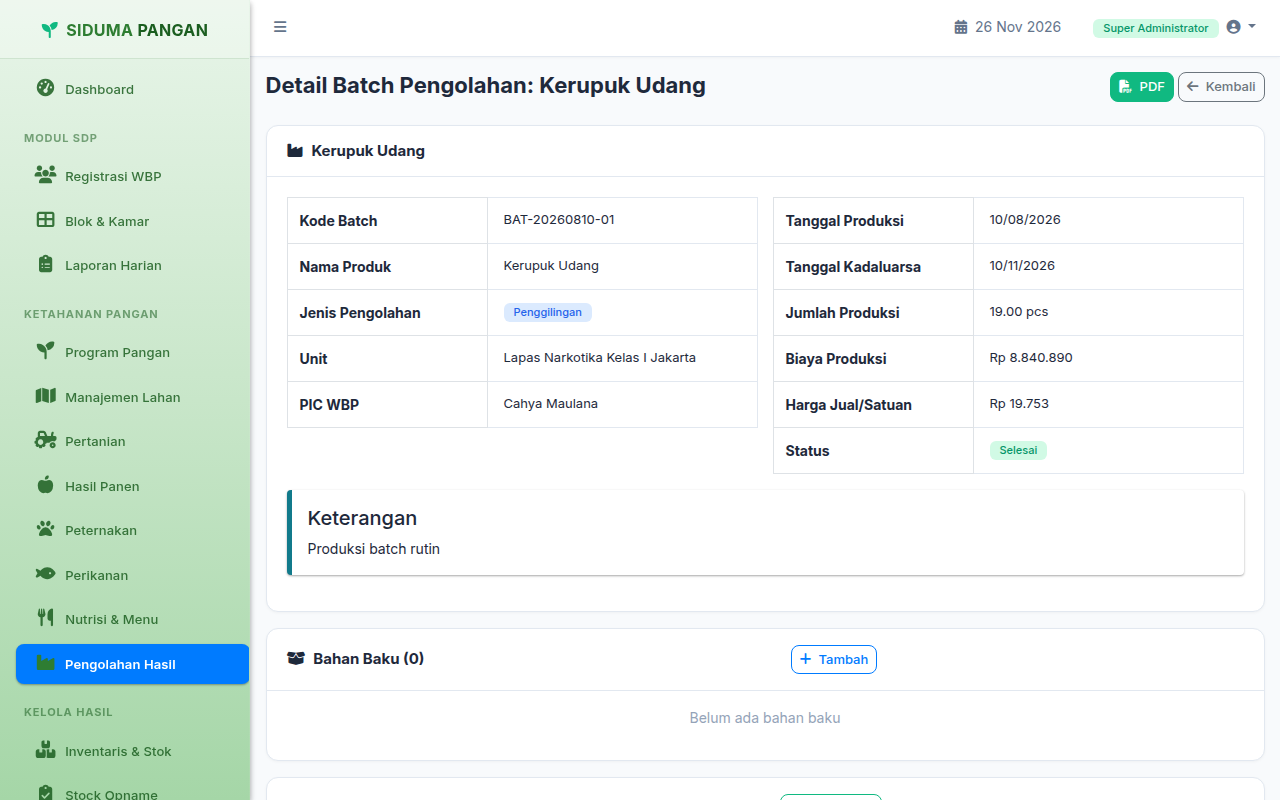 SIDUMA PANGAN
Dashboard
MODUL SDP
Registrasi WBP
Blok & Kamar
Laporan Harian
KETAHANAN PANGAN
Program Pangan
Manajemen Lahan
Pertanian
Hasil Panen
Peternakan
Perikanan
Nutrisi & Menu
Pengolahan Hasil
KELOLA HASIL
Inventaris & Stok
Stock Opname
26 Nov 2026
Super Administrator
Detail Batch Pengolahan: Kerupuk Udang
PDF
Kembali
Kerupuk Udang
Kode Batch BAT-20260810-01
Nama Produk Kerupuk Udang
Jenis Pengolahan Penggilingan
Unit Lapas Narkotika Kelas I Jakarta
PIC WBP Cahya Maulana
Tanggal Produksi 10/08/2026
Tanggal Kadaluarsa 10/11/2026
Jumlah Produksi 19.00 pcs
Biaya Produksi Rp 8.840.890
Harga Jual/Satuan Rp 19.753
Status Selesai
Keterangan
Produksi batch rutin
Bahan Baku (0)
Tambah
Belum ada bahan baku